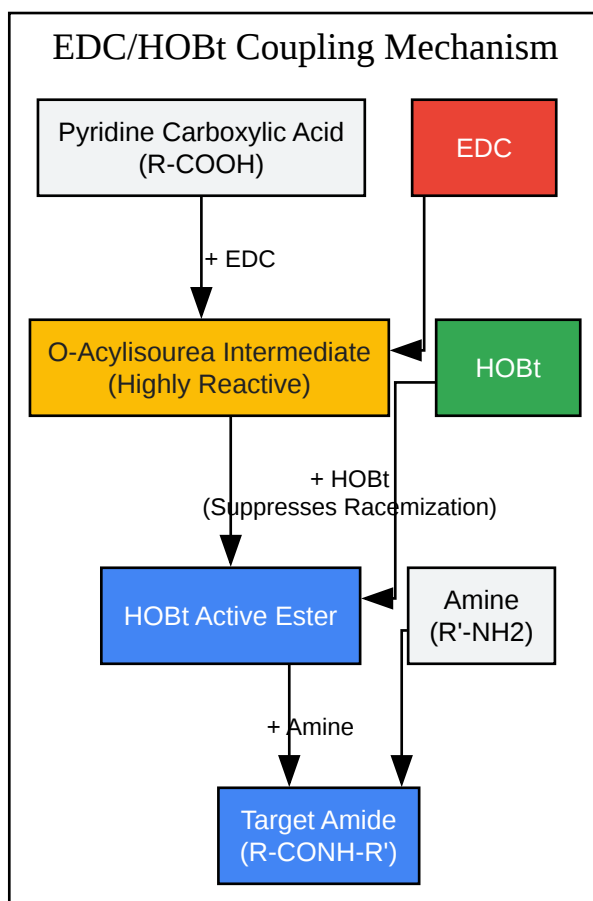 EDC/HOBt Coupling Mechanism
Pyridine Carboxylic Acid
(R-COOH)
EDC
+ EDC
O-Acylisourea Intermediate
(Highly Reactive)
HOBt
+ HOBt
(Suppresses Racemization)
HOBt Active Ester
Amine
(R'-NH2)
+ Amine
Target Amide
(R-CONH-R')